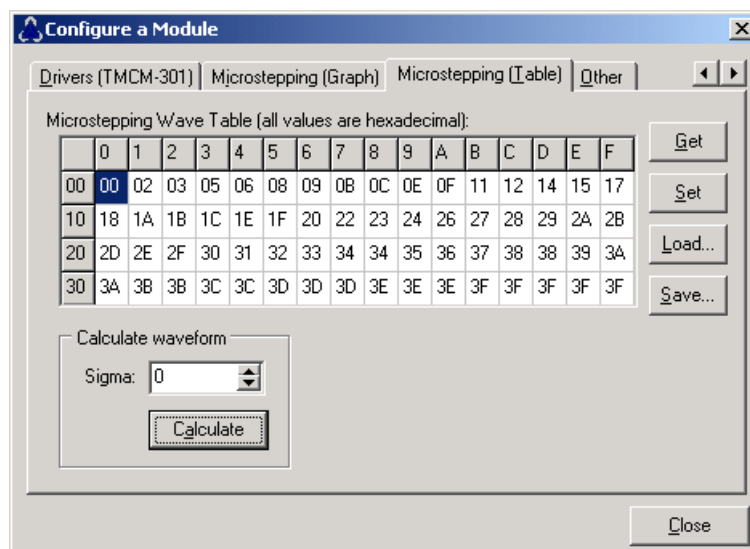 Configure a Module
Drivers (TMCM-301) Microstepping (Graph) Microstepping (Table) Other
Microstepping Wave Table (all values are hexadecimal):
0 1 2 3 4 5 6 7 8 9 A B C D E F
00 00 02 03 05 06 08 09 0B 0C 0E 0F 11 12 14 15 17
10 18 1A 1B 1C 1E 1F 20 22 23 24 26 27 28 29 2A 2B
20 2D 2E 2F 30 31 32 33 34 34 35 36 37 38 38 39 3A
30 3A 3B 3B 3C 3C 3D 3D 3D 3E 3E 3E 3F 3F 3F 3F 3F
Get
Set
Load...
Save...
Calculate waveform
Sigma: 0
Calculate
Close